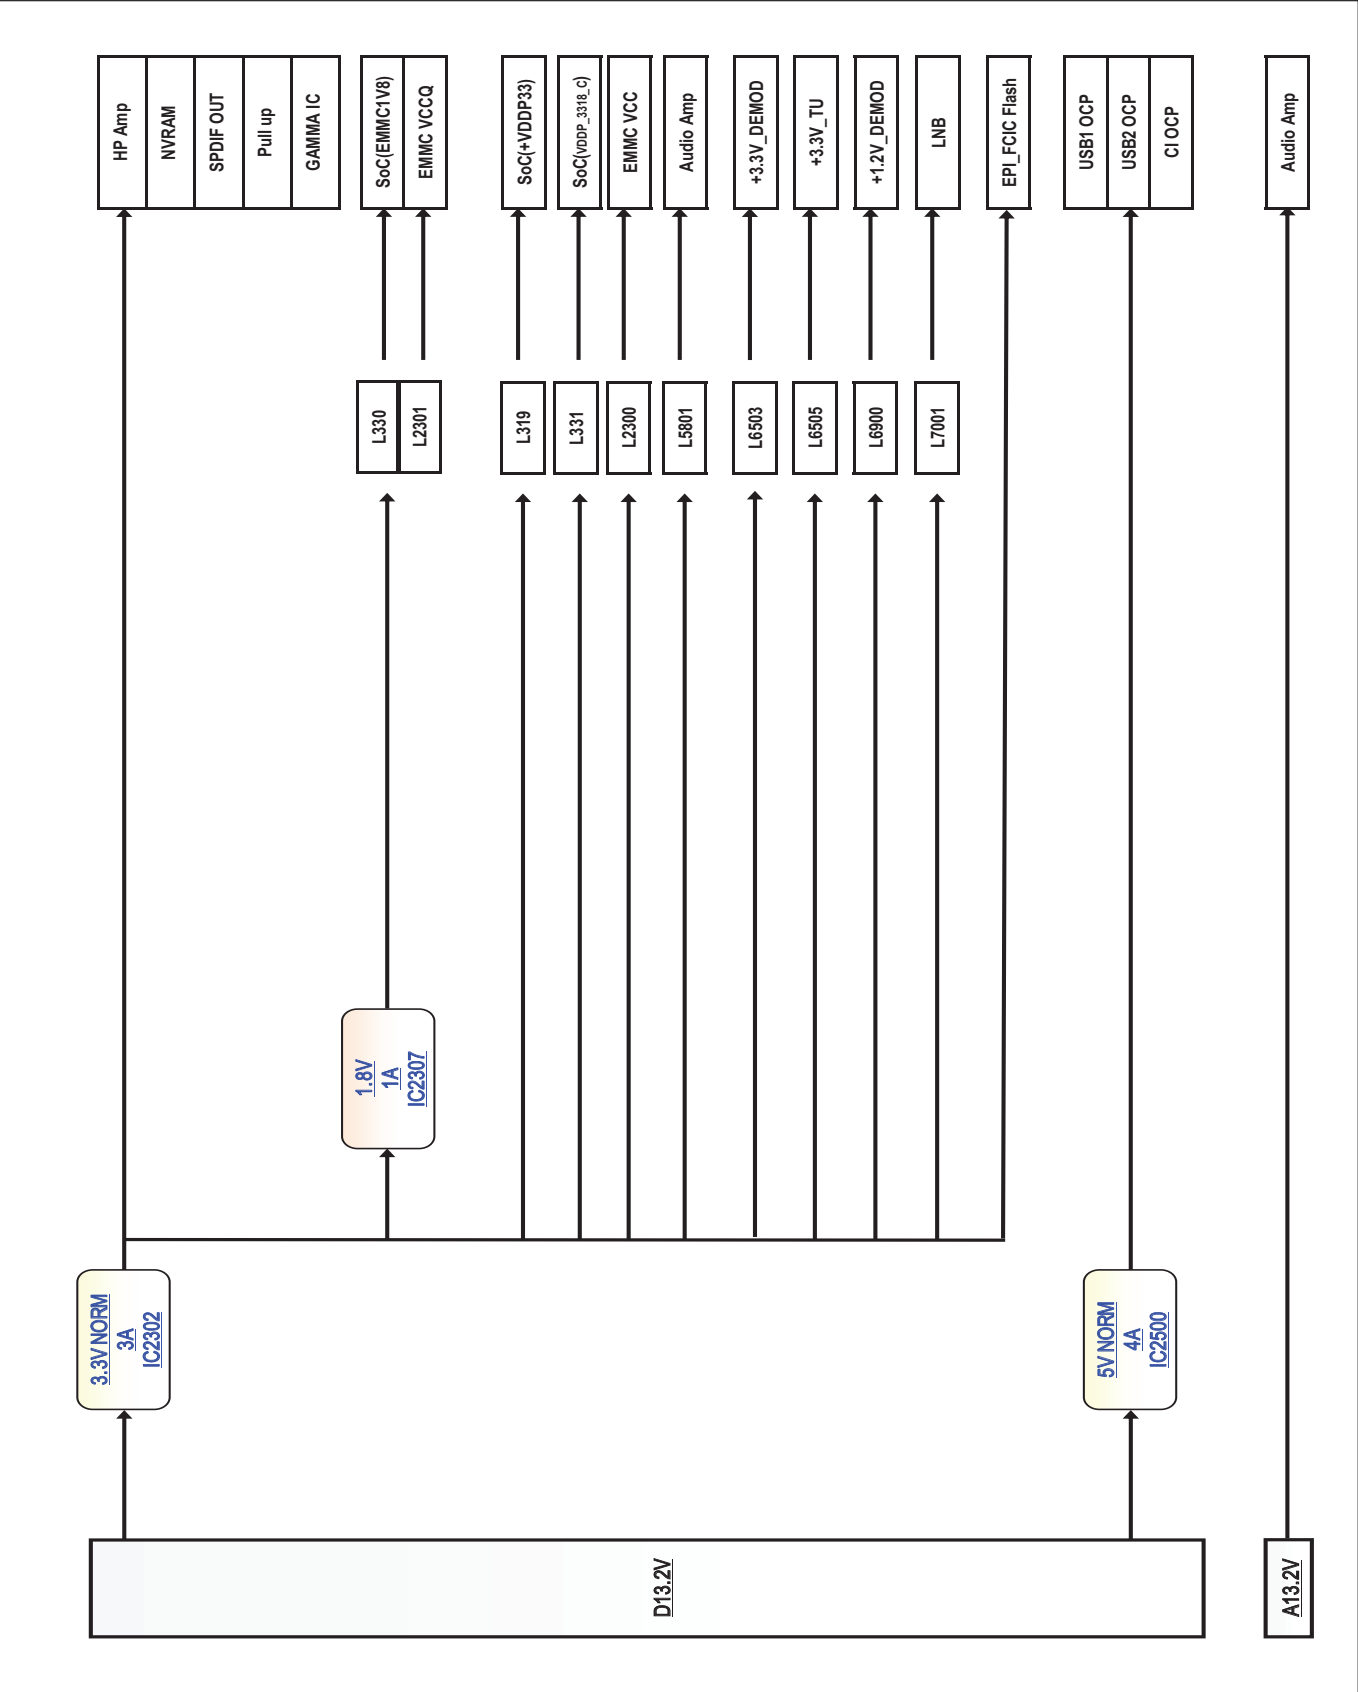 HP Amp
NVRAM
SPDIF OUT
Pull up
GAMMA IC
SoC(EMMC1V8)
EMMC VCCQ
SoC(+VDDP33)
SoC(VDDP_3318_C)
EMMC VCC
Audio Amp
+3.3V_DEMOD
+3.3V_TU
+1.2V_DEMOD
LNB
EPI_FCIC Flash
USB1 OCP
USB2 OCP
CI OCP
Audio Amp
L330
L2301
L319
L331
L2300
L5801
L6503
L6505
L6900
L7001
1.8V
1A
IC2307
3.3V NORM
3A
IC2302
5V NORM
4A
IC2500
D13.2V
A13.2V